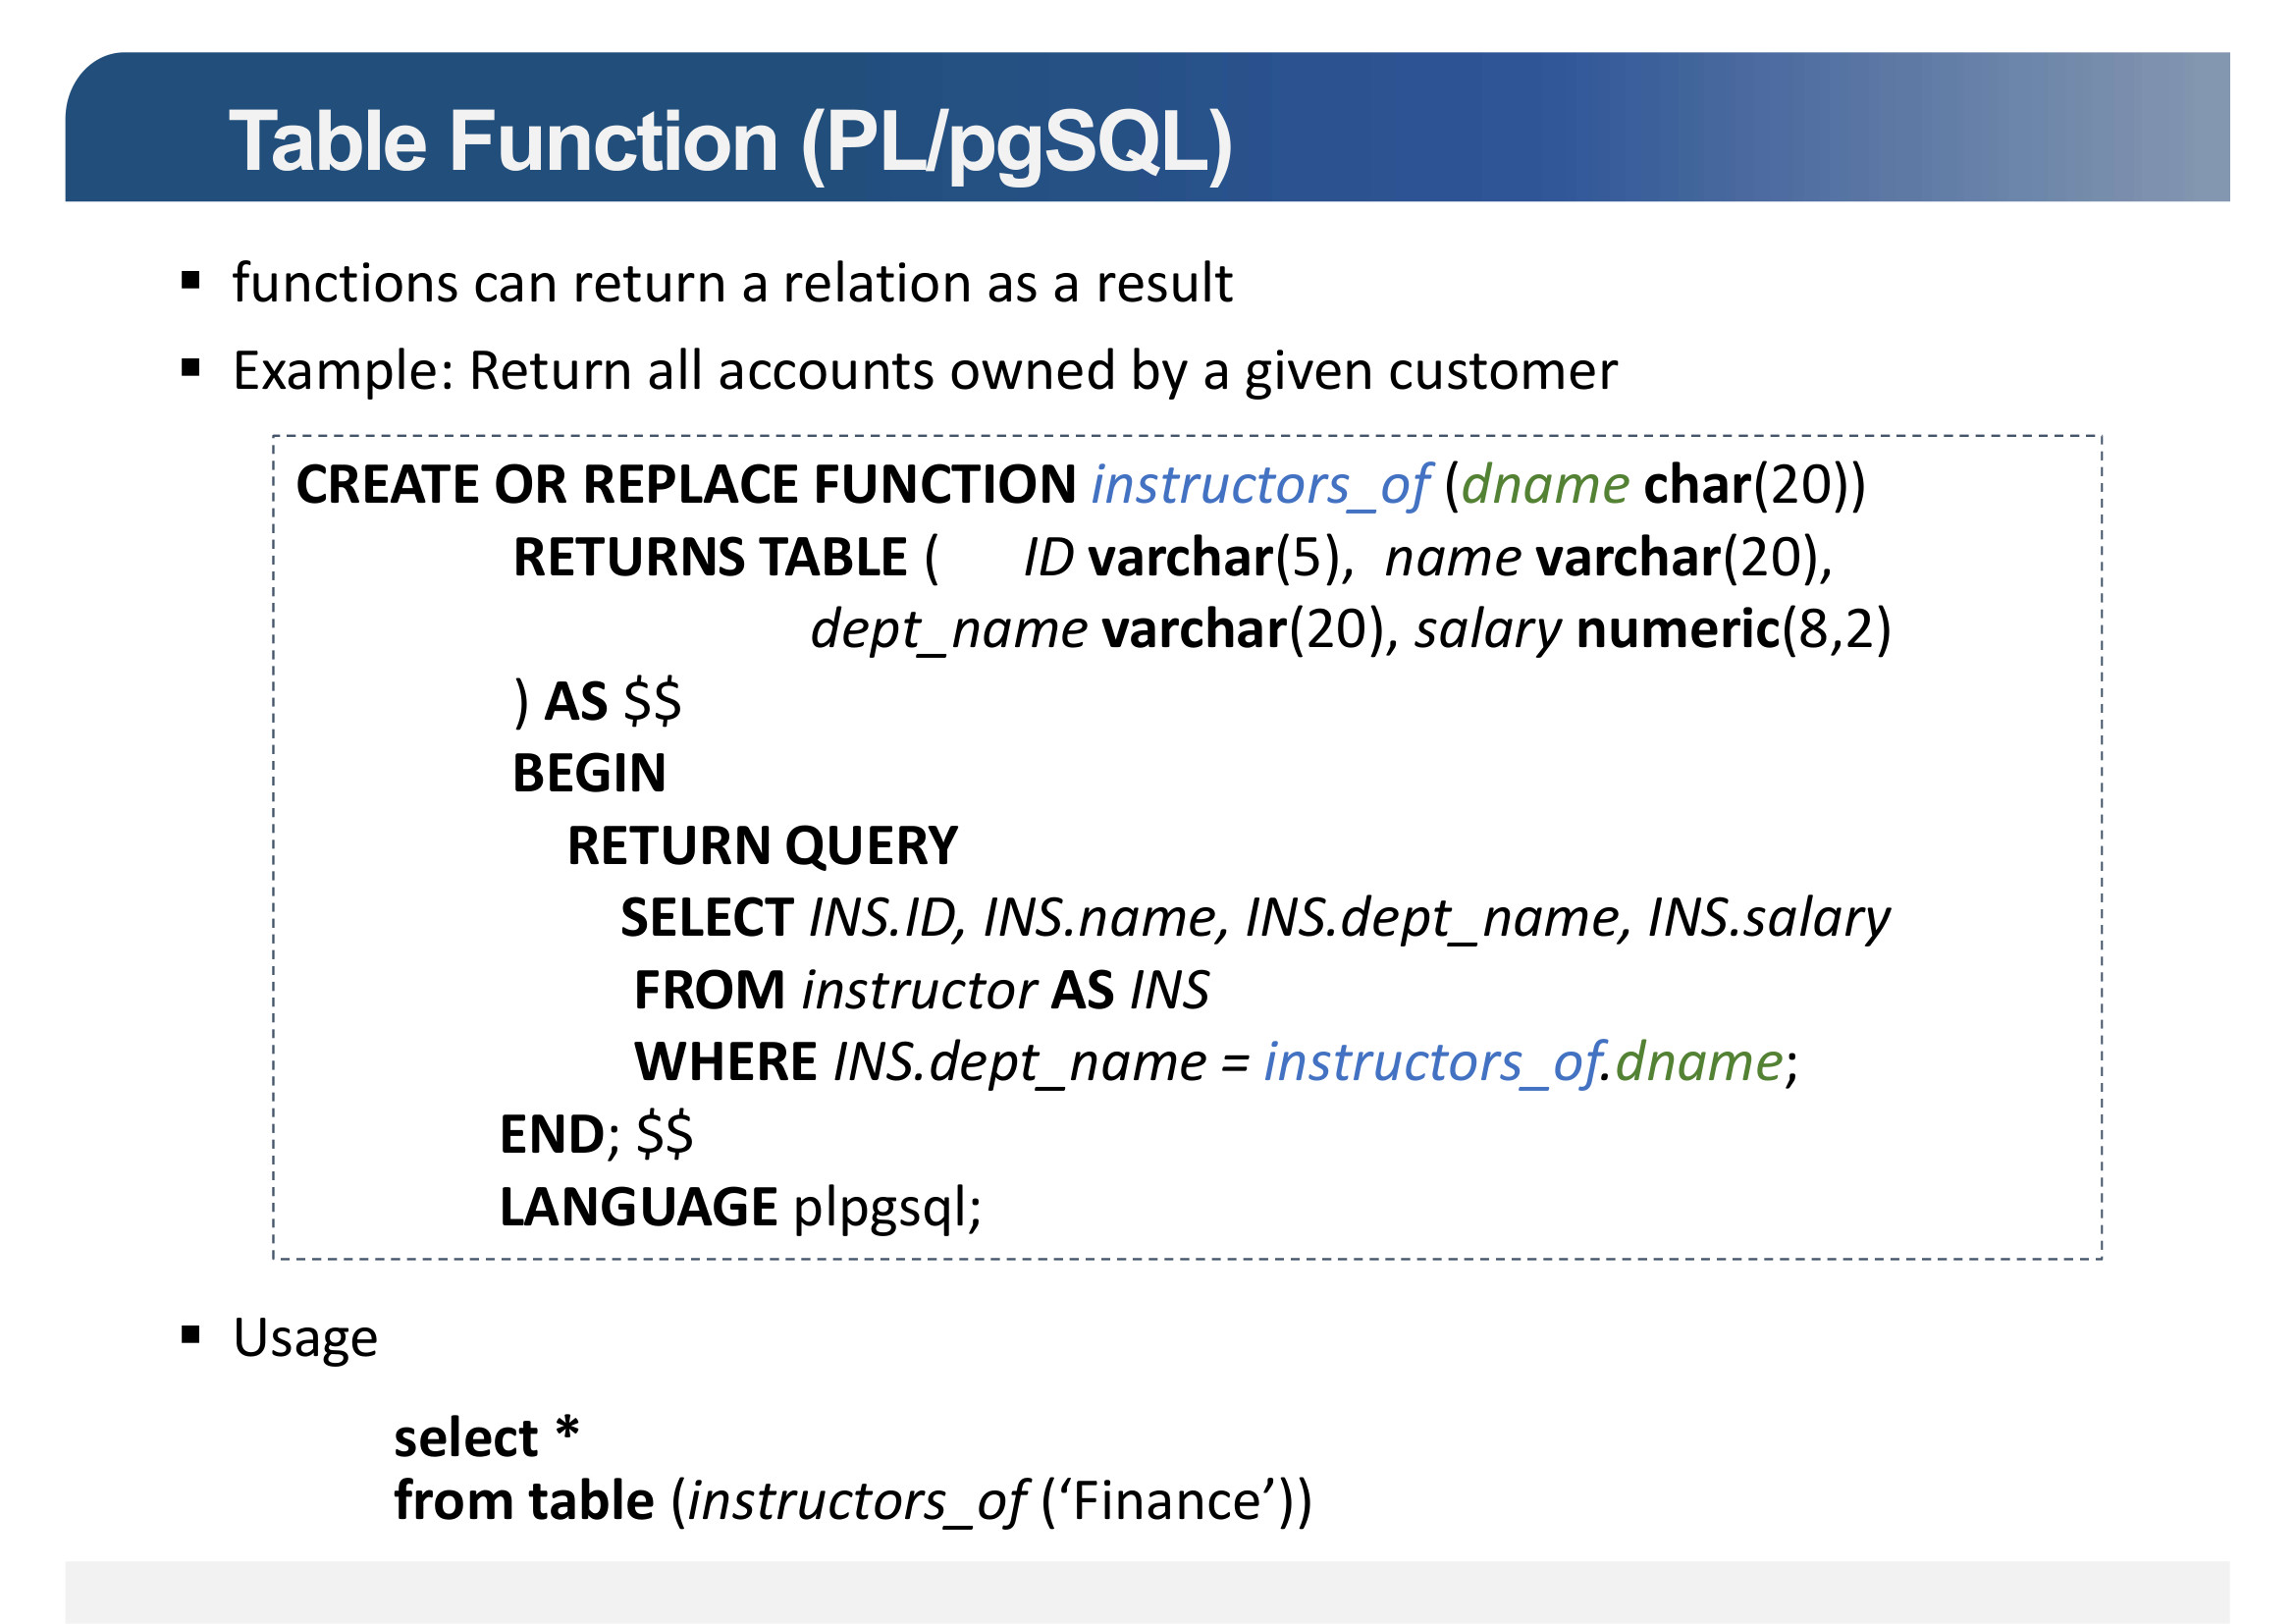 Table Function (PL/pgSQL)
▪ functions can return a relation as a result
▪ Example: Return all accounts owned by a given customer
CREATE OR REPLACE FUNCTION instructors_of (dname char(20))
RETURNS TABLE ( ID varchar(5), name varchar(20),
dept_name varchar(20), salary numeric(8,2)
) AS $$
BEGIN
RETURN QUERY
SELECT INS.ID, INS.name, INS.dept_name, INS.salary
FROM instructor AS INS
WHERE INS.dept_name = instructors_of.dname;
END; $$
LANGUAGE plpgsql;
▪ Usage
select *
from table (instructors_of (‘Finance’))